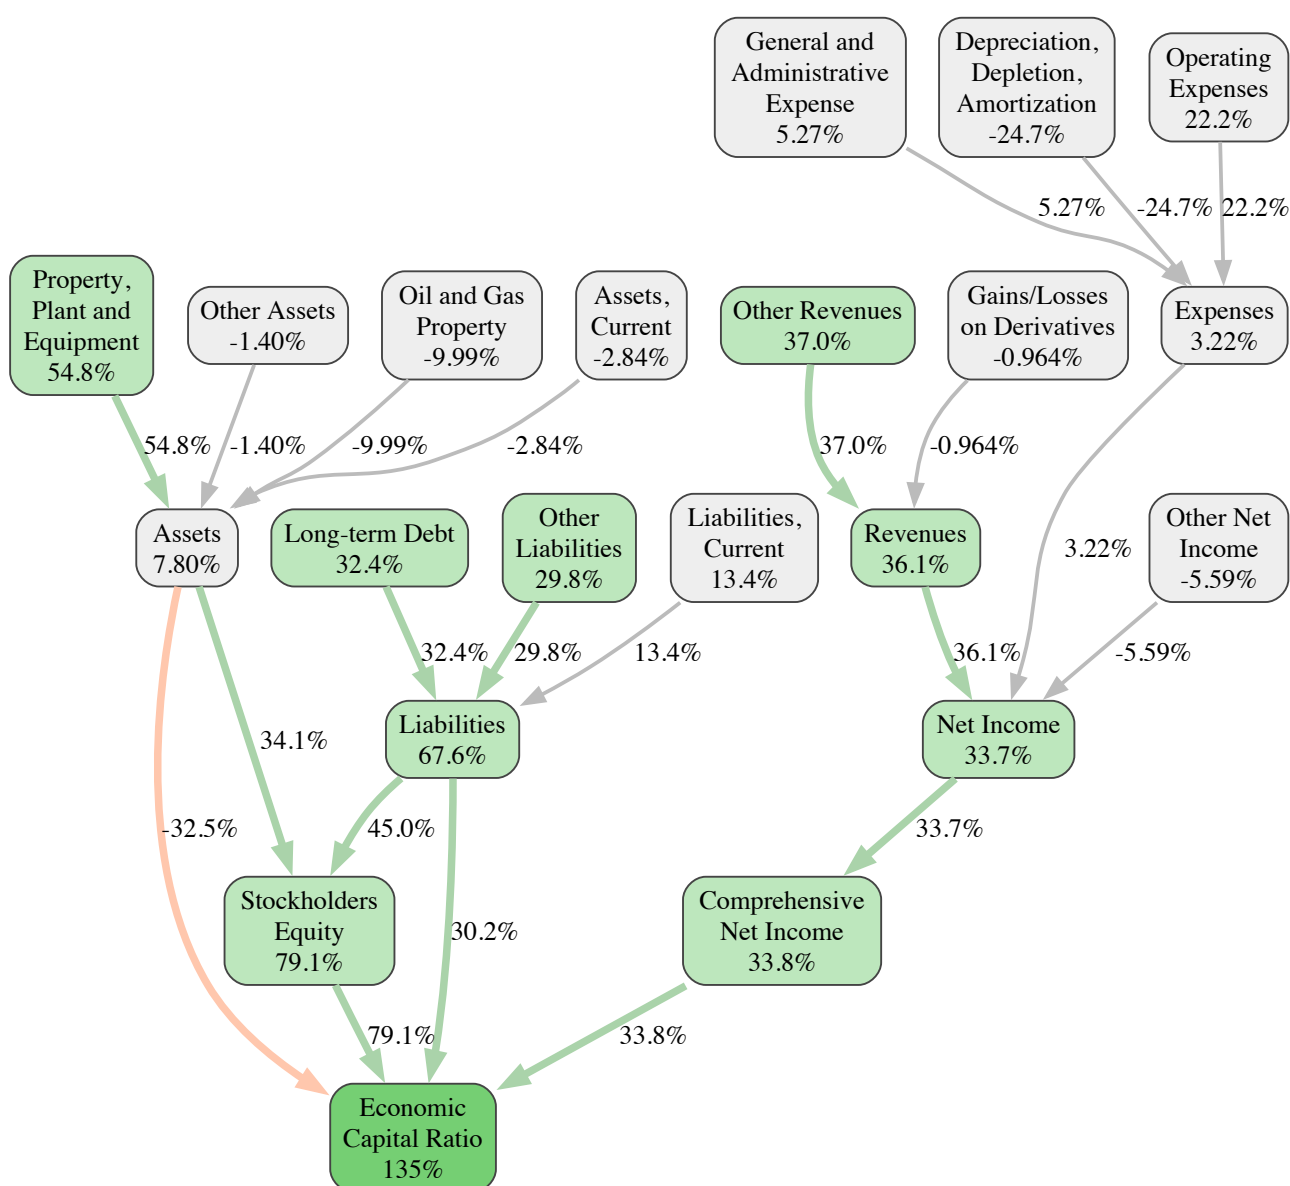 General and
Administrative
Expense
5.27%
Depreciation,
Depletion,
Amortization
-24.7%
Operating
Expenses
22.2%
5.27%
-24.7%
22.2%
Property,
Plant and
Equipment
54.8%
Other Assets
-1.40%
Oil and Gas
Property
-9.99%
Assets,
Current
-2.84%
Other Revenues
37.0%
Gains/Losses
on Derivatives
-0.964%
Expenses
3.22%
54.8%
-1.40%
-9.99%
-2.84%
37.0%
-0.964%
Assets
7.80%
Long-term Debt
32.4%
Other
Liabilities
29.8%
Liabilities,
Current
13.4%
Revenues
36.1%
3.22%
Other Net
Income
-5.59%
32.4%
29.8%
13.4%
36.1%
-5.59%
34.1%
Liabilities
67.6%
Net Income
33.7%
-32.5%
45.0%
33.7%
Stockholders
Equity
79.1%
30.2%
Comprehensive
Net Income
33.8%
79.1%
33.8%
Economic
Capital Ratio
135%